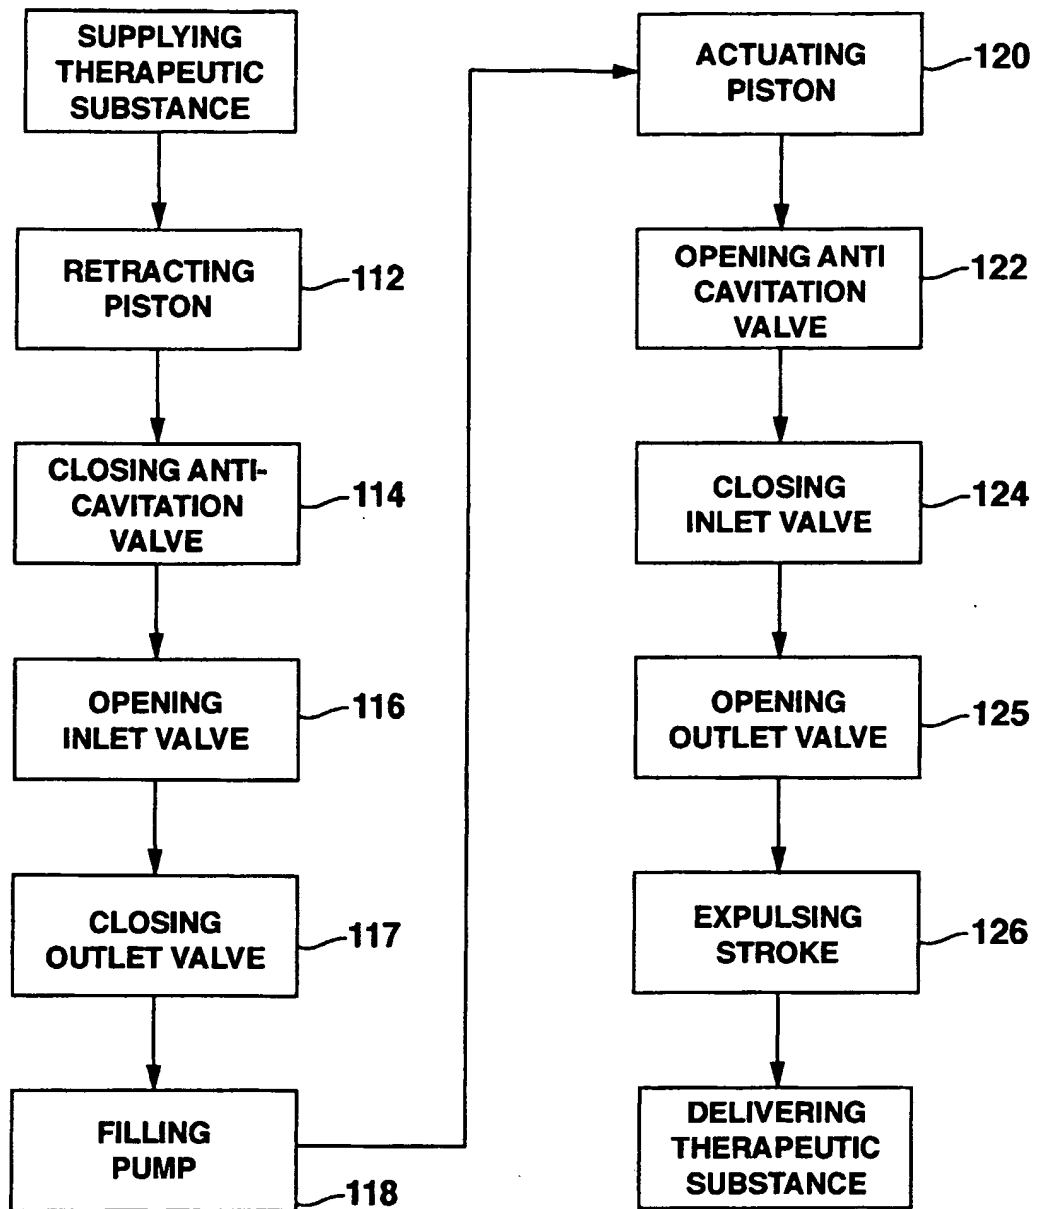 SUPPLYING
THERAPEUTIC
SUBSTANCE
RETRACTING
PISTON
112
CLOSING ANTI-
CAVITATION
VALVE
114
OPENING
INLET VALVE
116
CLOSING
OUTLET VALVE
117
FILLING
PUMP
118
ACTUATING
PISTON
120
OPENING ANTI
CAVITATION
VALVE
122
CLOSING
INLET VALVE
124
OPENING
OUTLET VALVE
125
EXPULSING
STROKE
126
DELIVERING
THERAPEUTIC
SUBSTANCE